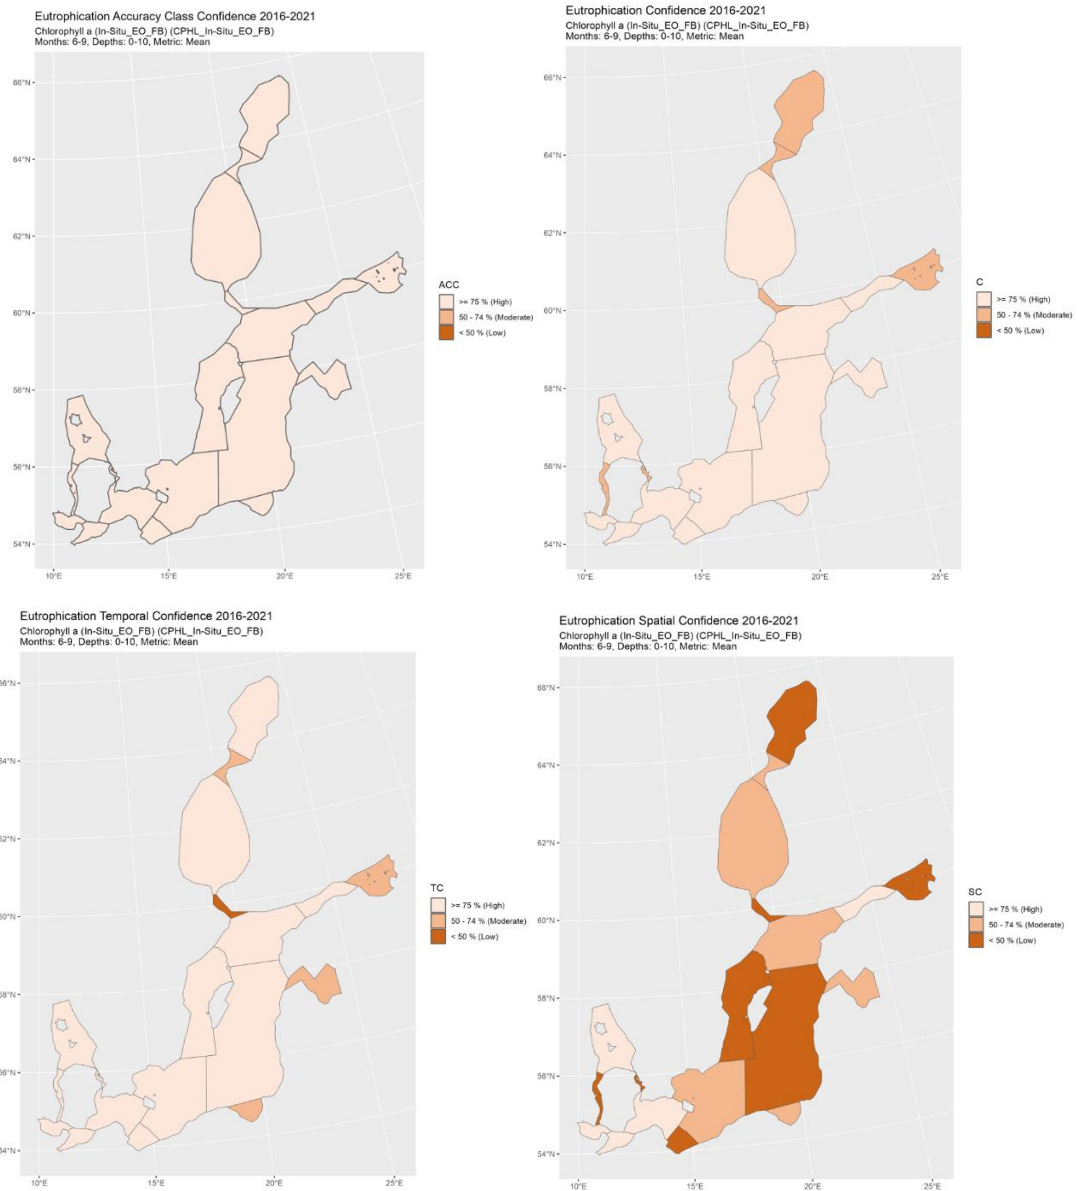 Eutrophication Accuracy Class Confidence 2016-2021
Chlorophyll a (In-Situ_EO_FB) (CPHL_In-Situ_EO_FB)
Months: 6-9, Depths: 0-10, Metric: Mean
66°N
64°N
62°N
60°N
58°N
56°N
54°N
10°E
15°E
20°E
25°E
ACC
>= 75 % (High)
50 - 74 % (Moderate)
< 50 % (Low)
Eutrophication Confidence 2016-2021
Chlorophyll a (In-Situ_EO_FB) (CPHL_In-Situ_EO_FB)
Months: 6-9, Depths: 0-10, Metric: Mean
66°N
64°N
62°N
60°N
58°N
56°N
54°N
10°E
15°E
20°E
25°E
C
>= 75 % (High)
50 - 74 % (Moderate)
< 50 % (Low)
Eutrophication Temporal Confidence 2016-2021
Chlorophyll a (In-Situ_EO_FB) (CPHL_In-Situ_EO_FB)
Months: 6-9, Depths: 0-10, Metric: Mean
66°N
64°N
62°N
60°N
58°N
56°N
54°N
10°E
15°E
20°E
25°E
TC
>= 75 % (High)
50 - 74 % (Moderate)
< 50 % (Low)
Eutrophication Spatial Confidence 2016-2021
Chlorophyll a (In-Situ_EO_FB) (CPHL_In-Situ_EO_FB)
Months: 6-9, Depths: 0-10, Metric: Mean
66°N
64°N
62°N
60°N
58°N
56°N
54°N
10°E
15°E
20°E
25°E
SC
>= 75 % (High)
50 - 74 % (Moderate)
< 50 % (Low)